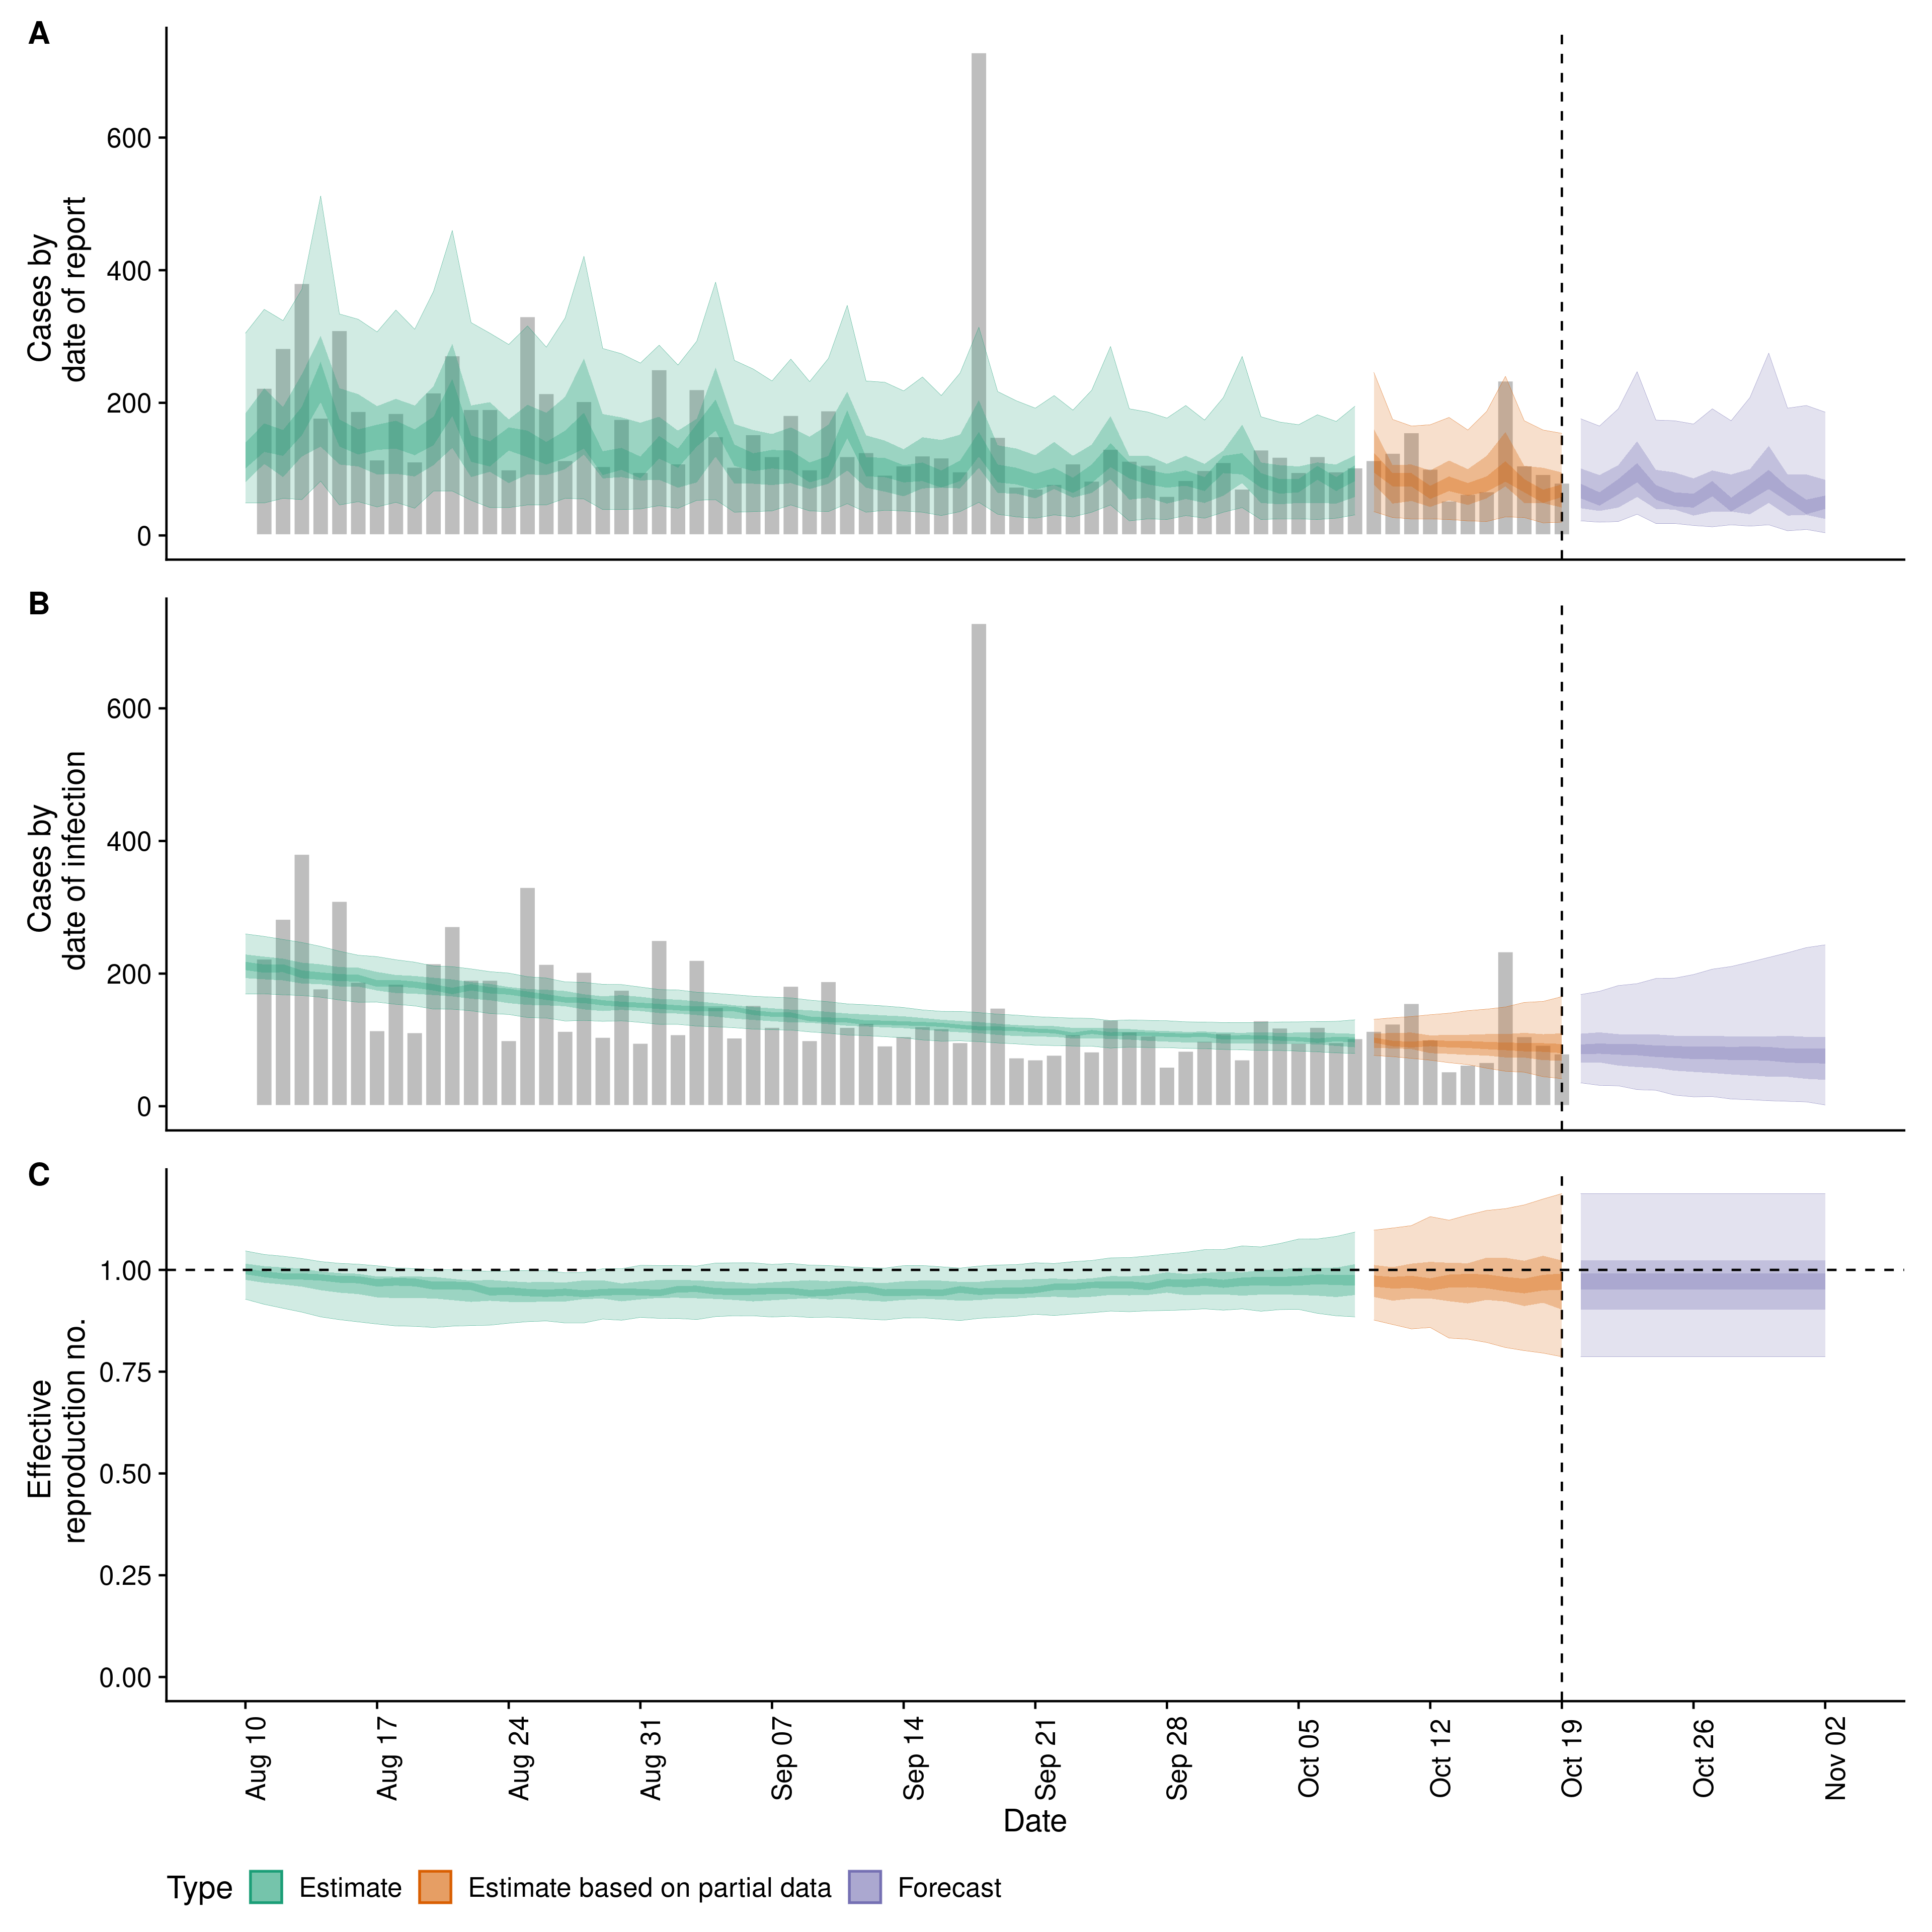 A
Cases by
date of report
600
400
200
0
B
Cases by
date of infection
600
400
200
0
C
Effective
reproduction no.
1.00
0.75
0.50
0.25
0.00
Aug 10
Aug 17
Aug 24
Aug 31
Sep 07
Sep 14
Sep 21
Sep 28
Oct 05
Oct 12
Oct 19
Oct 26
Nov 02
Date
Type Estimate Estimate based on partial data Forecast